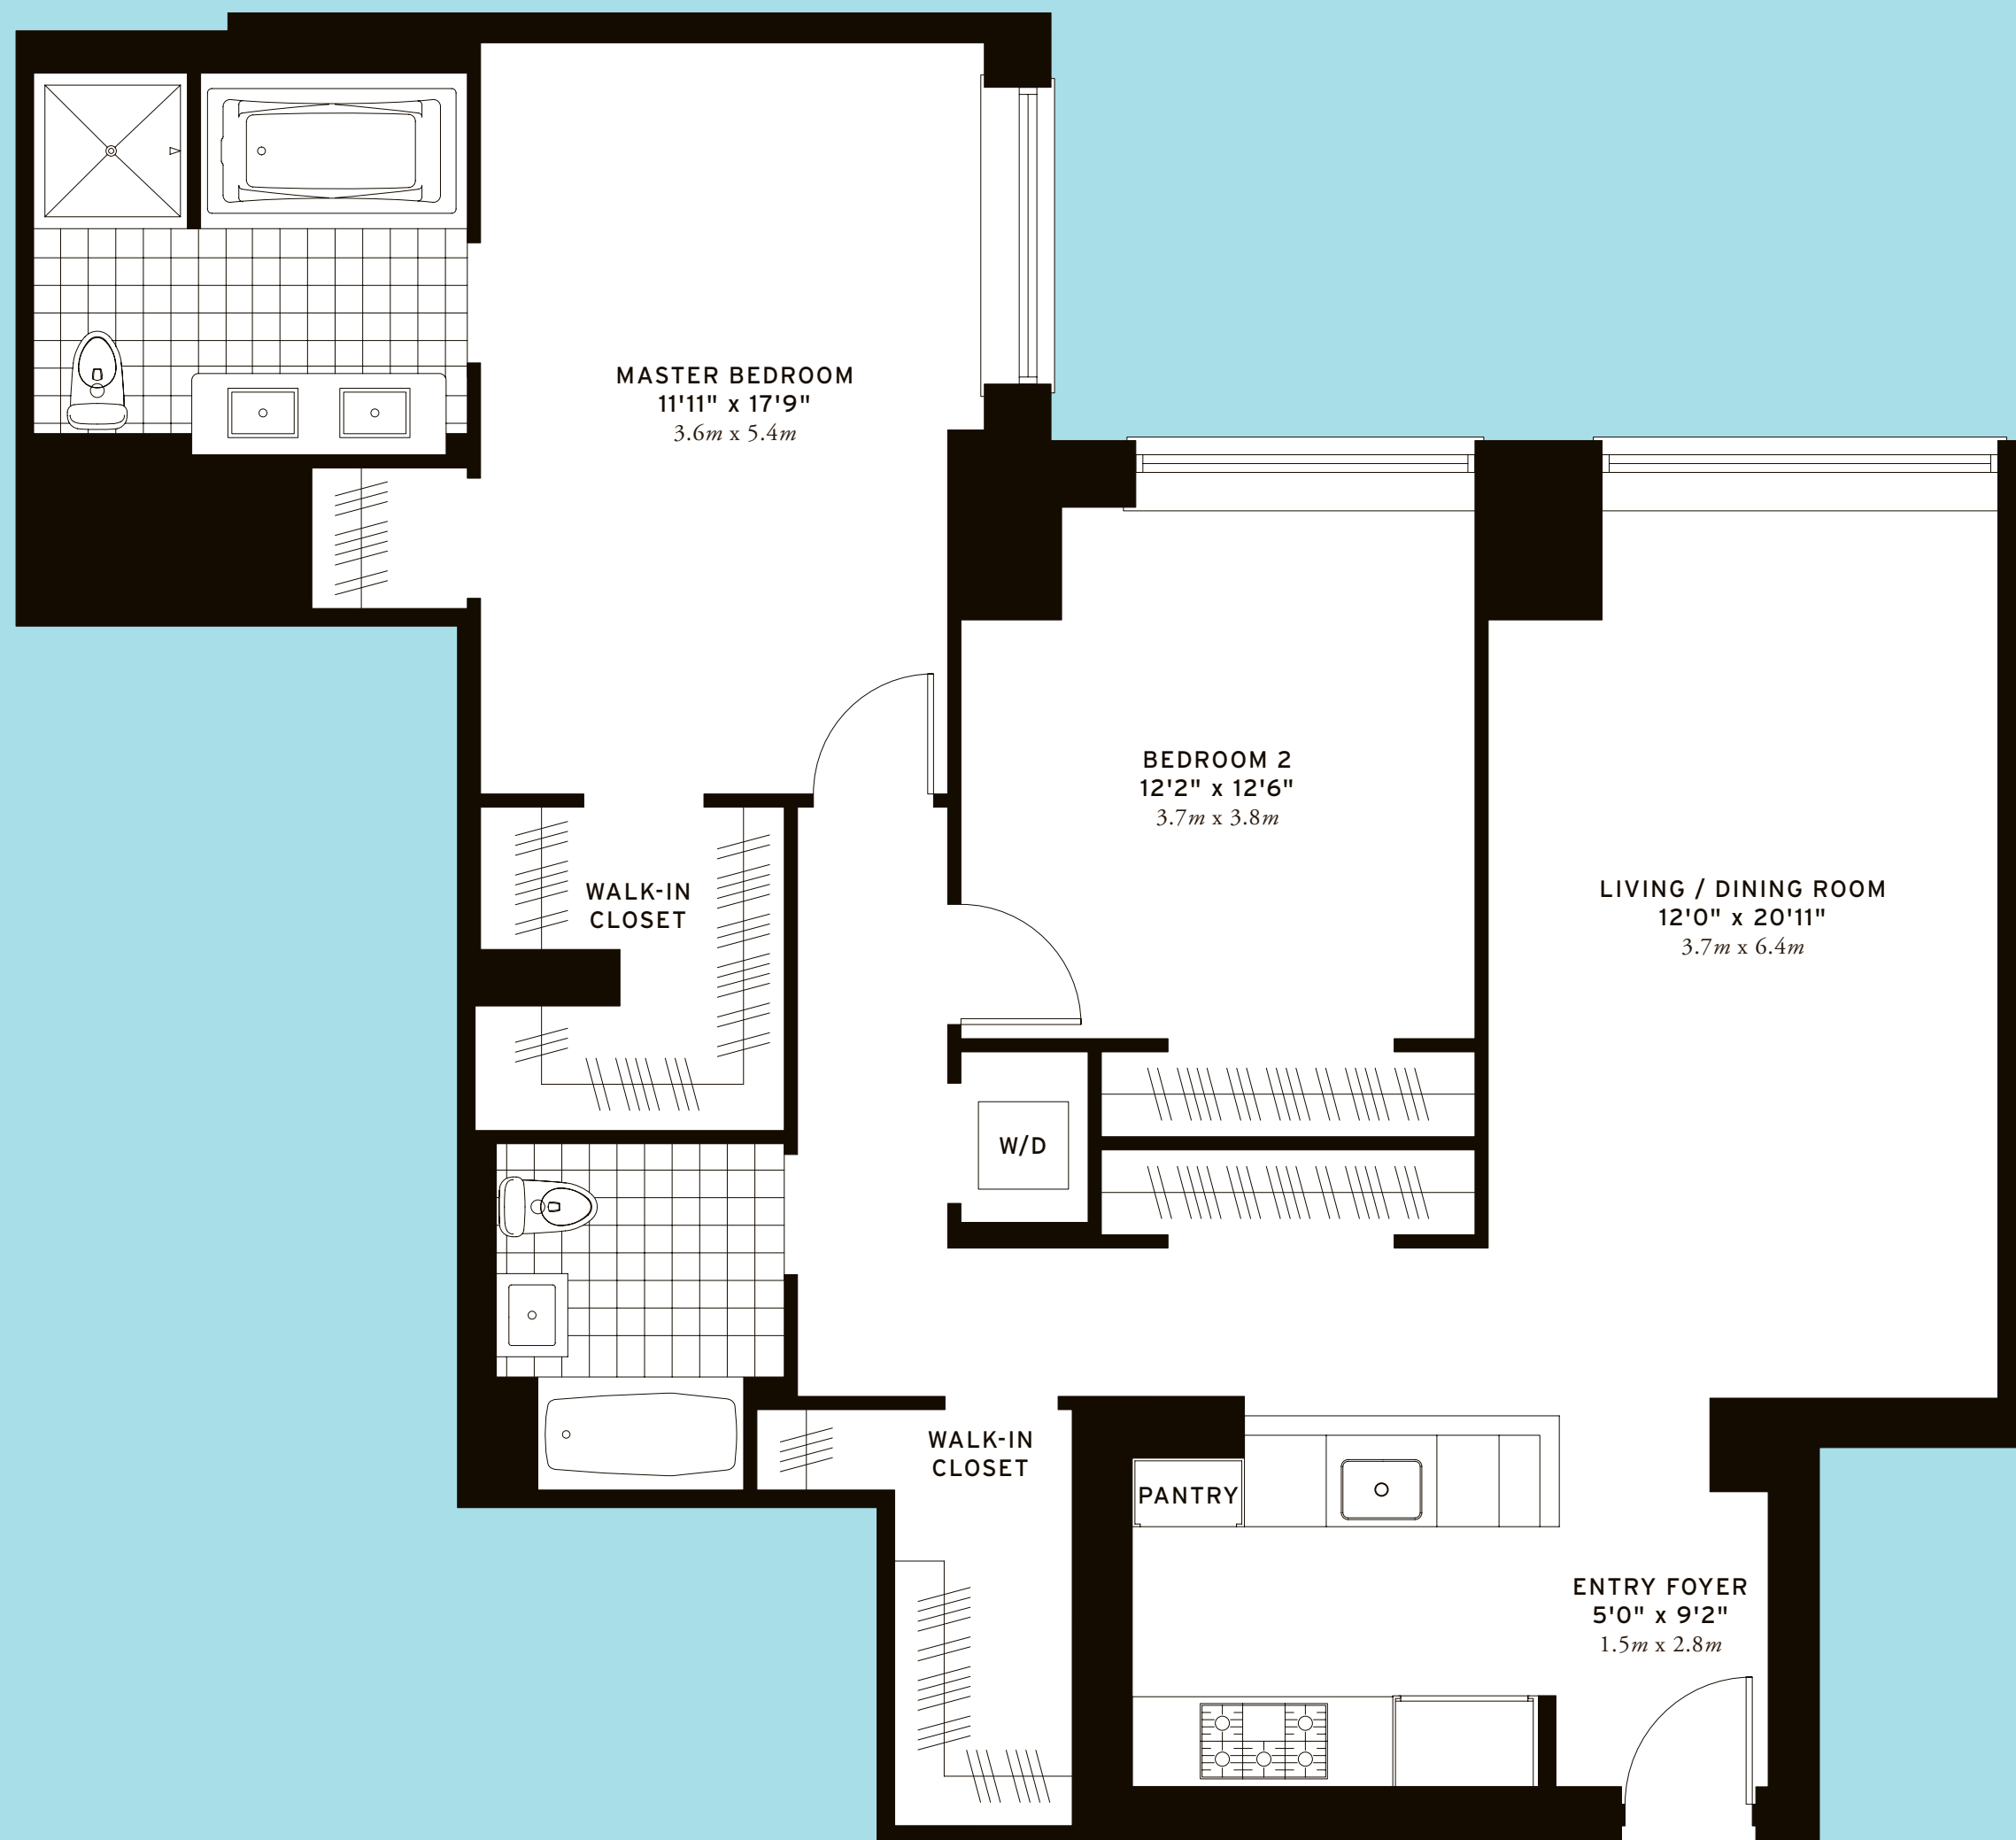 MASTER BEDROOM
11'11" x 17'9"
3.6m x 5.4m
BEDROOM 2
12'2" x 12'6"
3.7m x 3.8m
LIVING / DINING ROOM
12'0" x 20'11"
3.7m x 6.4m
WALK-IN
CLOSET
W/D
WALK-IN
CLOSET
PANTRY
ENTRY FOYER
5'0" x 9'2"
1.5m x 2.8m